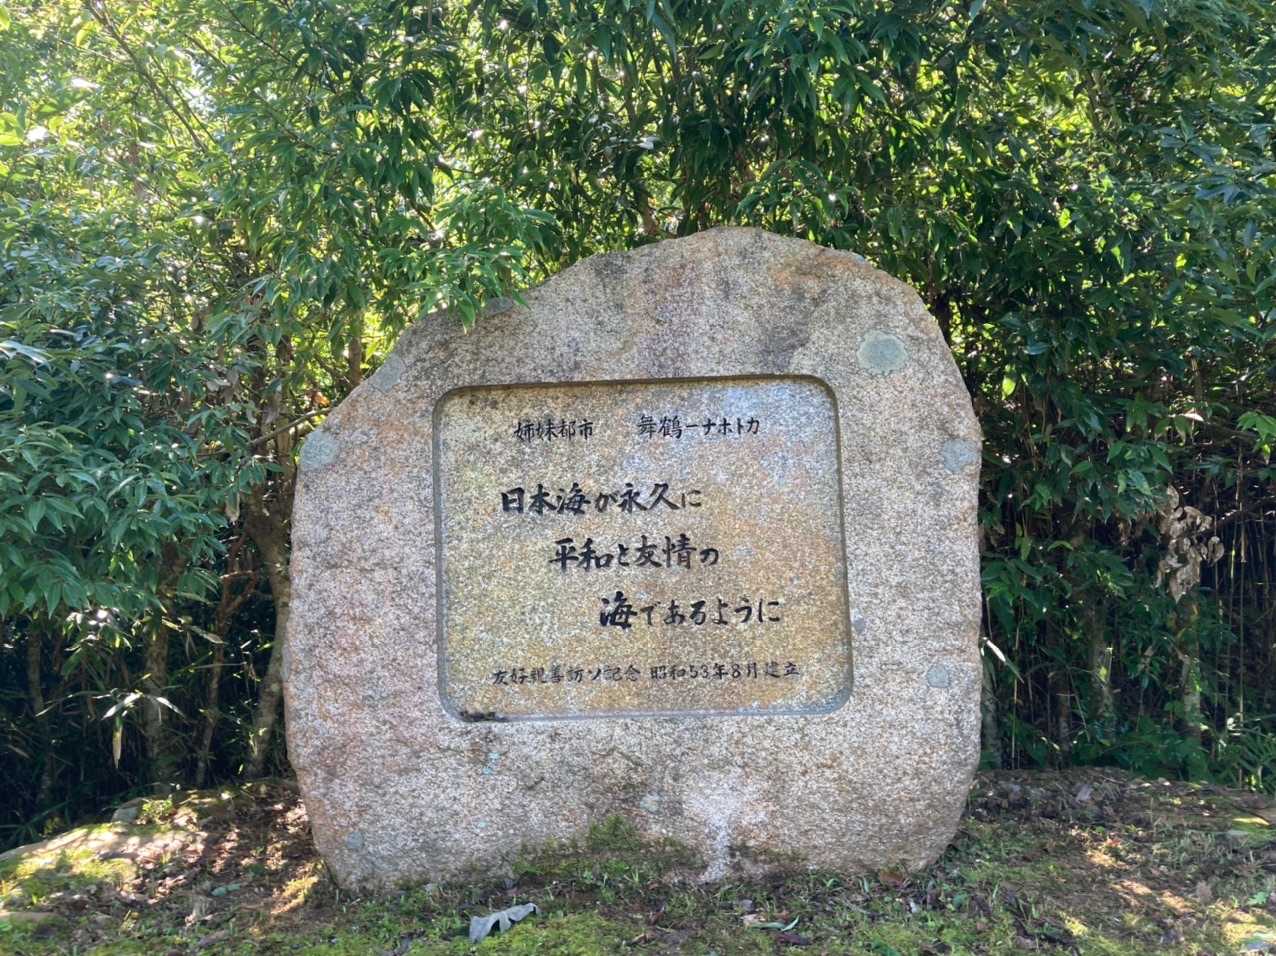 姉妹都市 舞鶴ーナホトカ
日本海が永久に
平和と友情の
海であるように
友好親善訪ソ記念 昭和53年8月建立